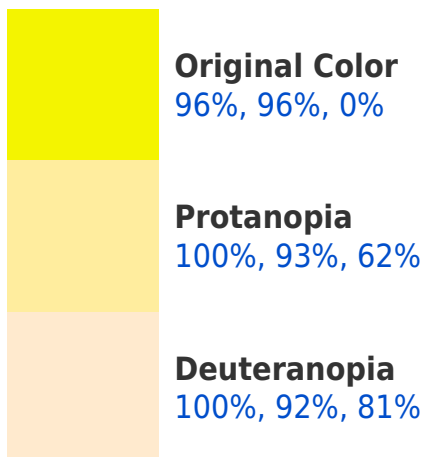 Original Color
96%, 96%, 0%
Protanopia
100%, 93%, 62%
Deuteranopia
100%, 92%, 81%